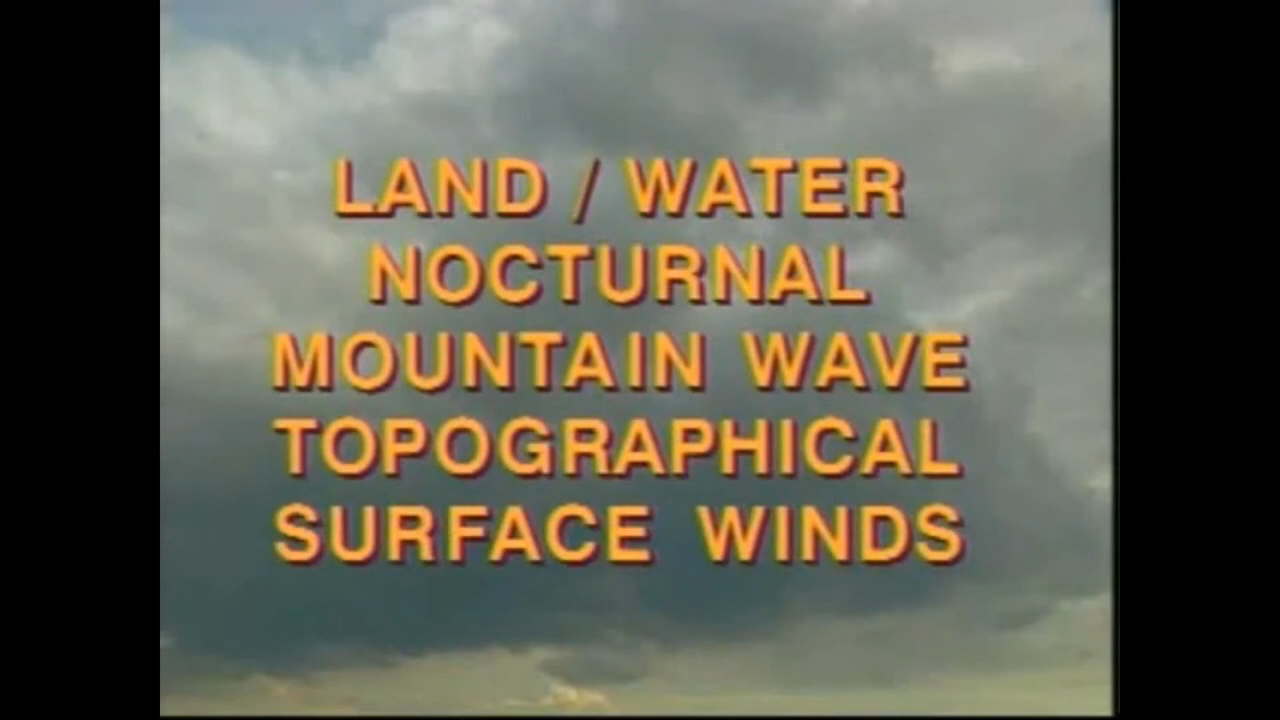 LAND / WATER
NOCTURNAL
MOUNTAIN WAVE
TOPOGRAPHICAL
SURFACE WINDS